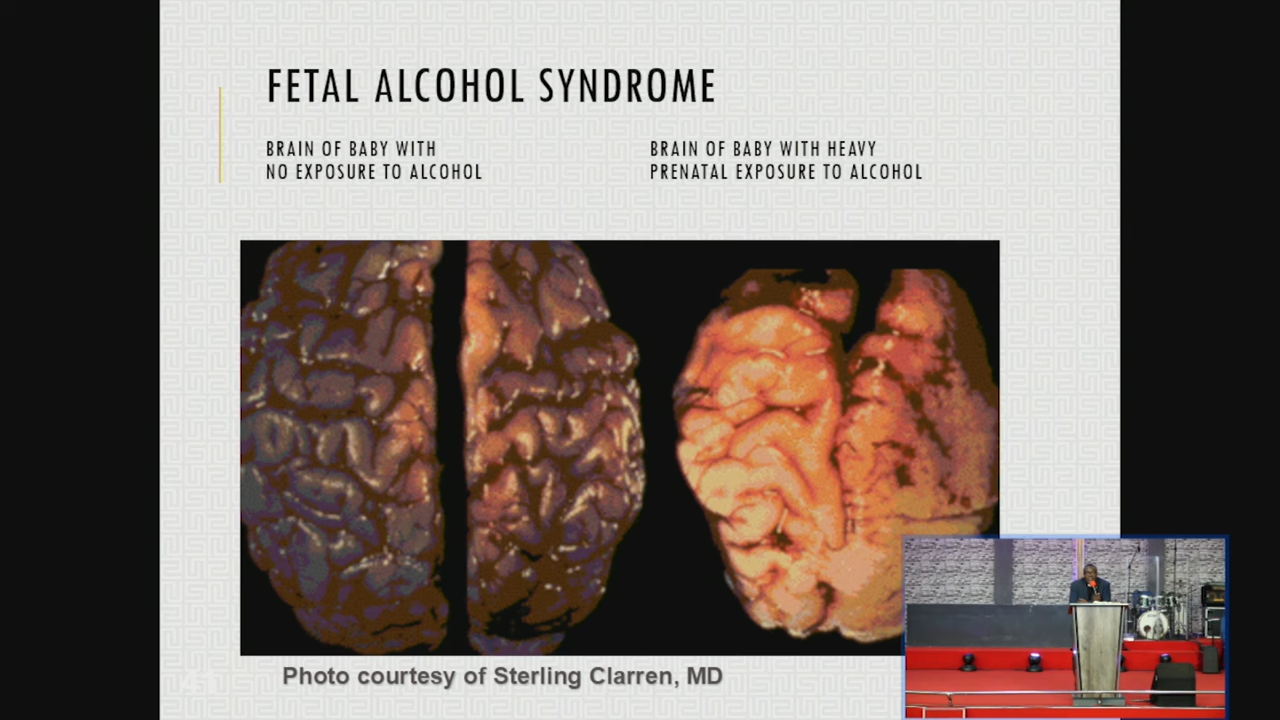 FETAL ALCOHOL SYNDROME
BRAIN OF BABY WITH
NO EXPOSURE TO ALCOHOL
BRAIN OF BABY WITH HEAVY
PRENATAL EXPOSURE TO ALCOHOL
Photo courtesy of Sterling Clarren, MD